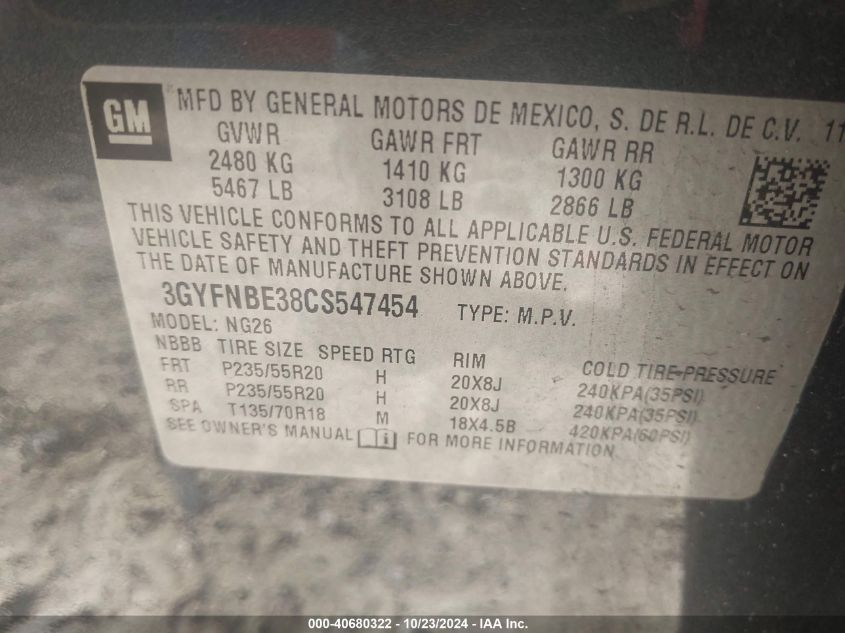 GM MFD BY GENERAL MOTORS DE MEXICO, S. DE R.L. DE C.V. 11
GVWR GAWR FRT GAWR RR
2480 KG 1410 KG 1300 KG
5467 LB 3108 LB 2866 LB
THIS VEHICLE CONFORMS TO ALL APPLICABLE U.S. FEDERAL MOTOR
VEHICLE SAFETY AND THEFT PREVENTION STANDARDS IN EFFECT ON
THE DATE OF MANUFACTURE SHOWN ABOVE.
3GYFNBE38CS547454 TYPE: M.P.V.
MODEL: NG26
NBBB TIRE SIZE SPEED RTG RIM COLD TIRE PRESSURE
FRT P235/55R20 H 20X8J 240KPA(35PSI)
RR P235/55R20 H 20X8J 240KPA(35PSI)
SPA T135/70R18 M 18X4.5B 420KPA(60PSI)
SEE OWNER'S MANUAL i FOR MORE INFORMATION
000-40680322 - 10/23/2024 - IAA Inc.